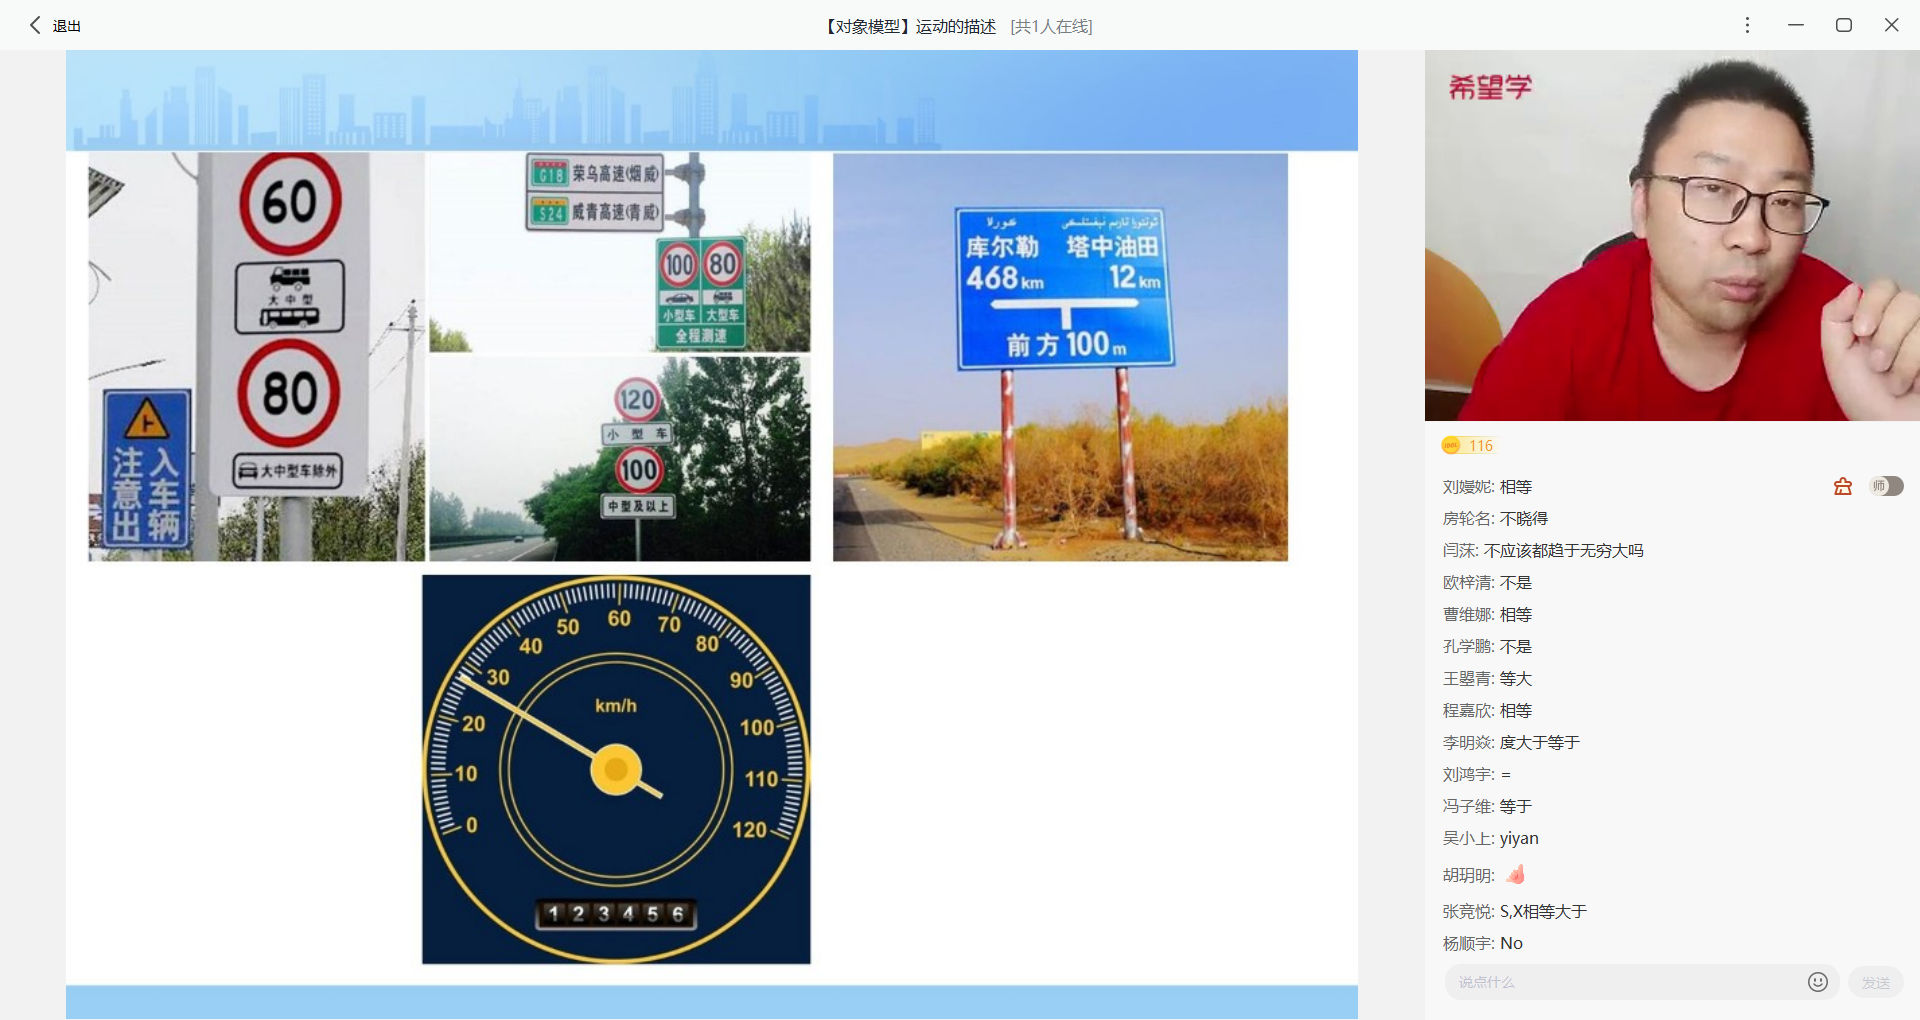 退出
【对象模型】运动的描述 [共1人在线]
60
大中型
80
大中型车除外
注意出入车辆
G18 荣乌高速(烟威)
S24 威青高速(青威)
100 80
小型车 大型车
全程测速
120
小型车
100
中型及以上
库尔勒 塔中油田
468km 12km
前方100m
0
10
20
30
40
50
60
70
80
90
100
110
120
km/h
1 2 3 4 5 6
希望学
116
刘嫚妮: 相等
师
房轮名: 不晓得
闫莯: 不应该都趋于无穷大吗
欧梓清: 不是
曹维娜: 相等
孔学鹏: 不是
王曌青: 等大
程嘉欣: 相等
李明焱: 度大于等于
刘鸿宇: =
冯子维: 等于
吴小上: yiyan
胡玥明:
张竞悦: S,X相等大于
杨顺宇: No
说点什么
发送